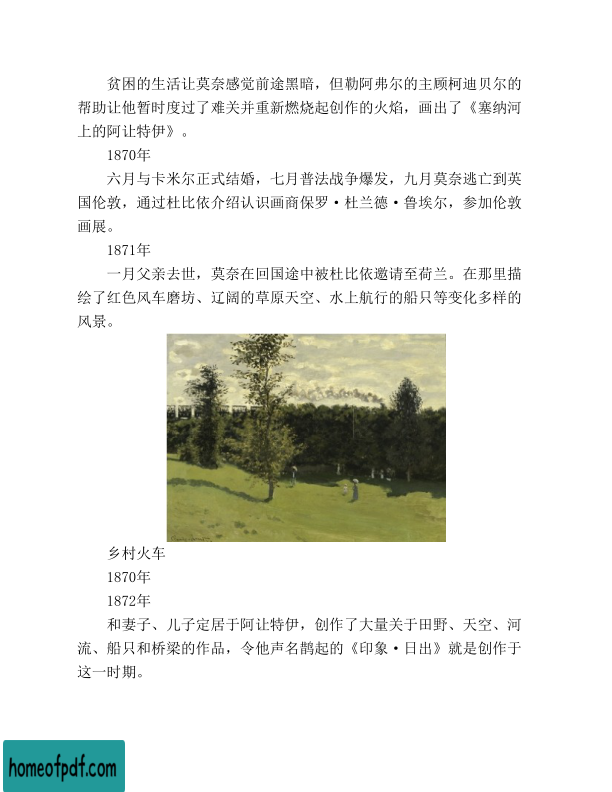 贫困的生活让莫奈感觉前途黑暗，但勒阿弗尔的主顾柯迪贝尔的
帮助让他暂时度过了难关并重新燃烧起创作的火焰，画出了《塞纳河
上的阿让特伊》。
1870年
六月与卡米尔正式结婚，七月普法战争爆发，九月莫奈逃亡到英
国伦敦，通过杜比依介绍认识画商保罗·杜兰德·鲁埃尔，参加伦敦
画展。
1871年
一月父亲去世，莫奈在回国途中被杜比依邀请至荷兰。在那里描
绘了红色风车磨坊、辽阔的草原天空、水上航行的船只等变化多样的
风景。
乡村火车
1870年
1872年
和妻子、儿子定居于阿让特伊，创作了大量关于田野、天空、河
流、船只和桥梁的作品，令他声名鹊起的《印象·日出》就是创作于
这一时期。
homeofpdf.com